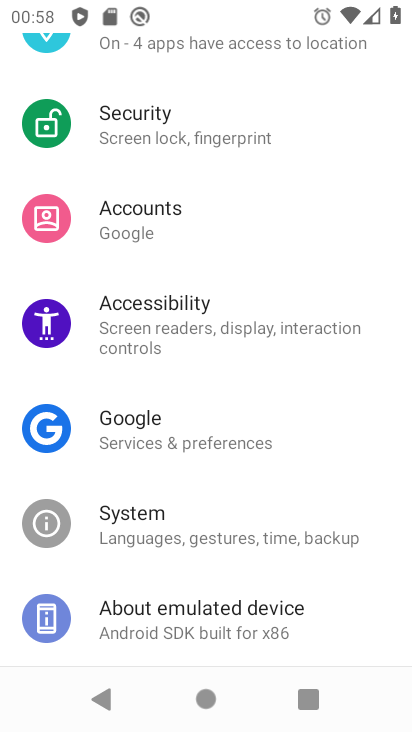 00:58
On - 4 apps have access to location
Security
Screen lock, fingerprint
Accounts
Google
Accessibility
Screen readers, display, interaction
controls
Google
Services & preferences
System
Languages, gestures, time, backup
About emulated device
Android SDK built for x86